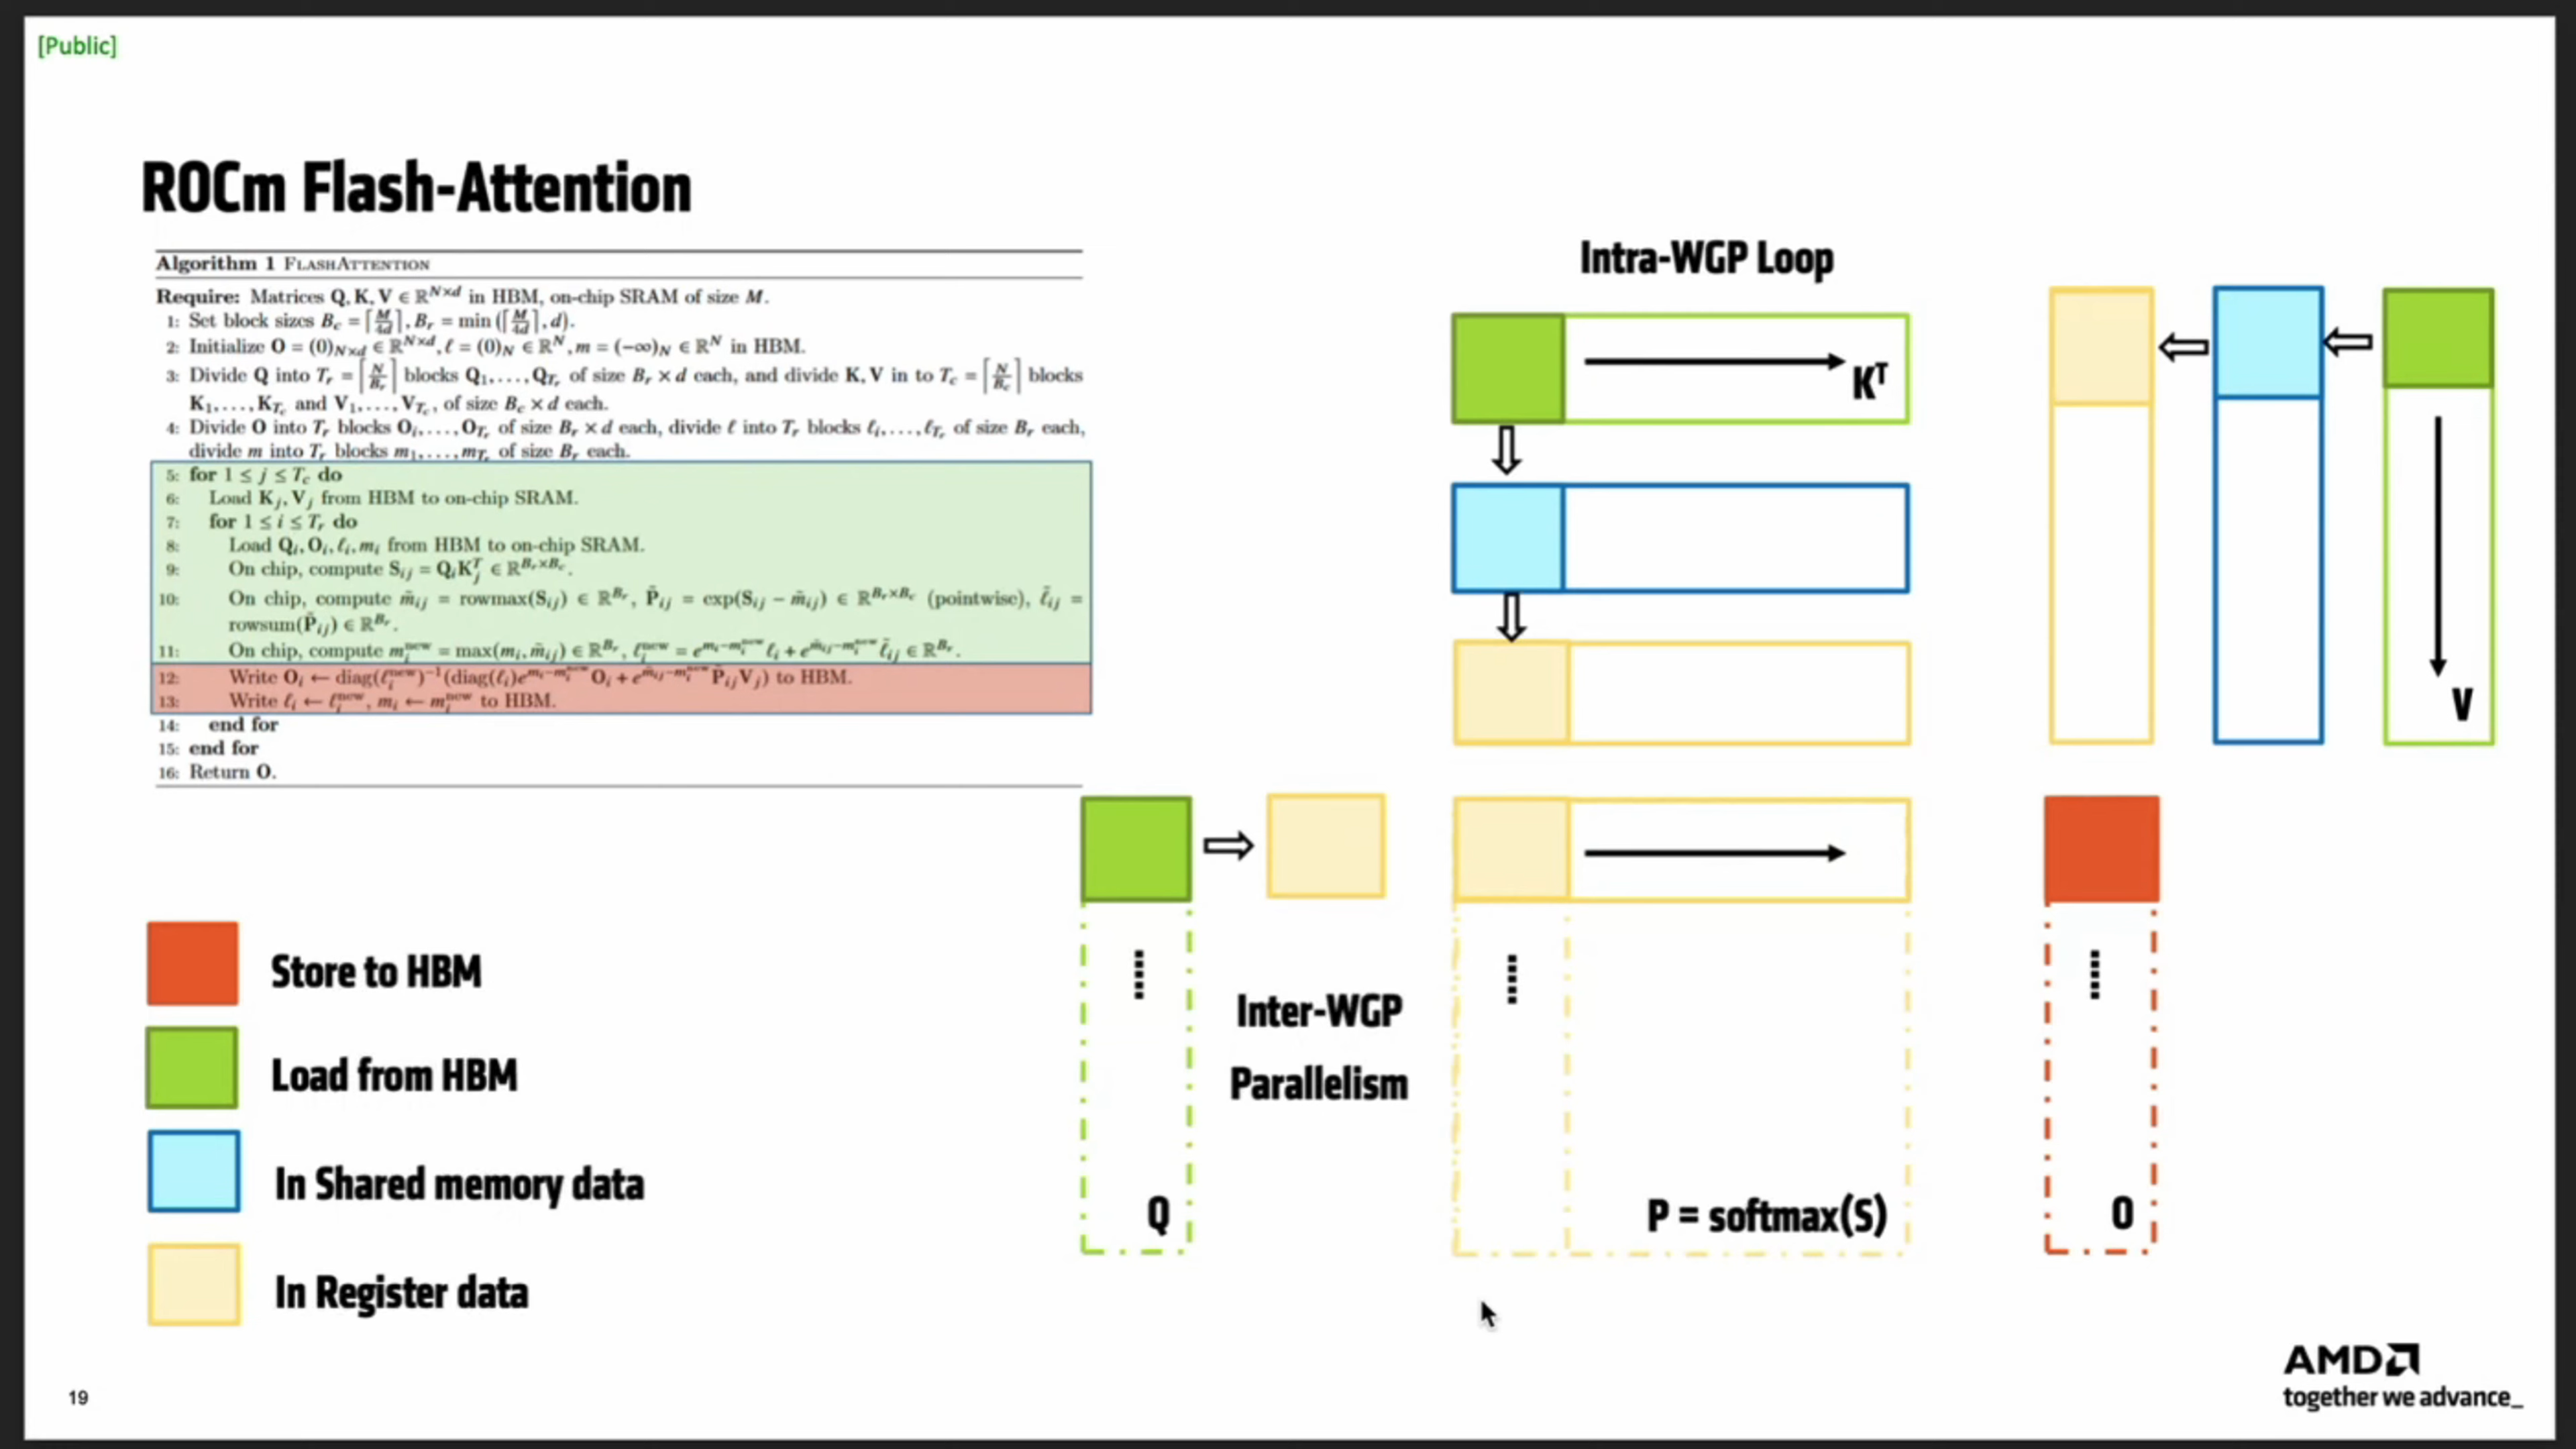 [Public]
ROCm Flash-Attention
Algorithm 1 FLASHATTENTION
Require: Matrices Q, K, V ∈ ℝ^{N×d} in HBM, on-chip SRAM of size M.
1: Set block sizes B_c = ⌈M/4d⌉, B_r = min(⌈M/4d⌉, d).
2: Initialize O = (0)_{N×d} ∈ ℝ^{N×d}, ℓ = (0)_N ∈ ℝ^N, m = (−∞)_N ∈ ℝ^N in HBM.
3: Divide Q into T_r = ⌈N/B_r⌉ blocks Q_1, …, Q_{T_r} of size B_r × d each, and divide K, V in to T_c = ⌈N/B_c⌉ blocks
K_1, …, K_{T_c} and V_1, …, V_{T_c}, of size B_c × d each.
4: Divide O into T_r blocks O_i, …, O_{T_r} of size B_r × d each, divide ℓ into T_r blocks ℓ_i, …, ℓ_{T_r} of size B_r each,
divide m into T_r blocks m_1, …, m_{T_r} of size B_r each.
5: for 1 ≤ j ≤ T_c do
6: Load K_j, V_j from HBM to on-chip SRAM.
7: for 1 ≤ i ≤ T_r do
8: Load Q_i, O_i, ℓ_i, m_i from HBM to on-chip SRAM.
9: On chip, compute S_{ij} = Q_i K_j^T ∈ ℝ^{B_r×B_c}.
10: On chip, compute m̃_{ij} = rowmax(S_{ij}) ∈ ℝ^{B_r}, P̃_{ij} = exp(S_{ij} − m̃_{ij}) ∈ ℝ^{B_r×B_c} (pointwise), ℓ̃_{ij} =
rowsum(P̃_{ij}) ∈ ℝ^{B_r}.
11: On chip, compute m_i^{new} = max(m_i, m̃_{ij}) ∈ ℝ^{B_r}, ℓ_i^{new} = e^{m_i−m_i^{new}} ℓ_i + e^{m̃_{ij}−m_i^{new}} ℓ̃_{ij} ∈ ℝ^{B_r}.
12: Write O_i ← diag(ℓ_i^{new})^{−1}(diag(ℓ_i)e^{m_i−m_i^{new}} O_i + e^{m̃_{ij}−m_i^{new}} P̃_{ij}V_j) to HBM.
13: Write ℓ_i ← ℓ_i^{new}, m_i ← m_i^{new} to HBM.
14: end for
15: end for
16: Return O.
Intra-WGP Loop
K^T
V
Q
Inter-WGP
Parallelism
P = softmax(S)
O
Store to HBM
Load from HBM
In Shared memory data
In Register data
19
AMD
together we advance_